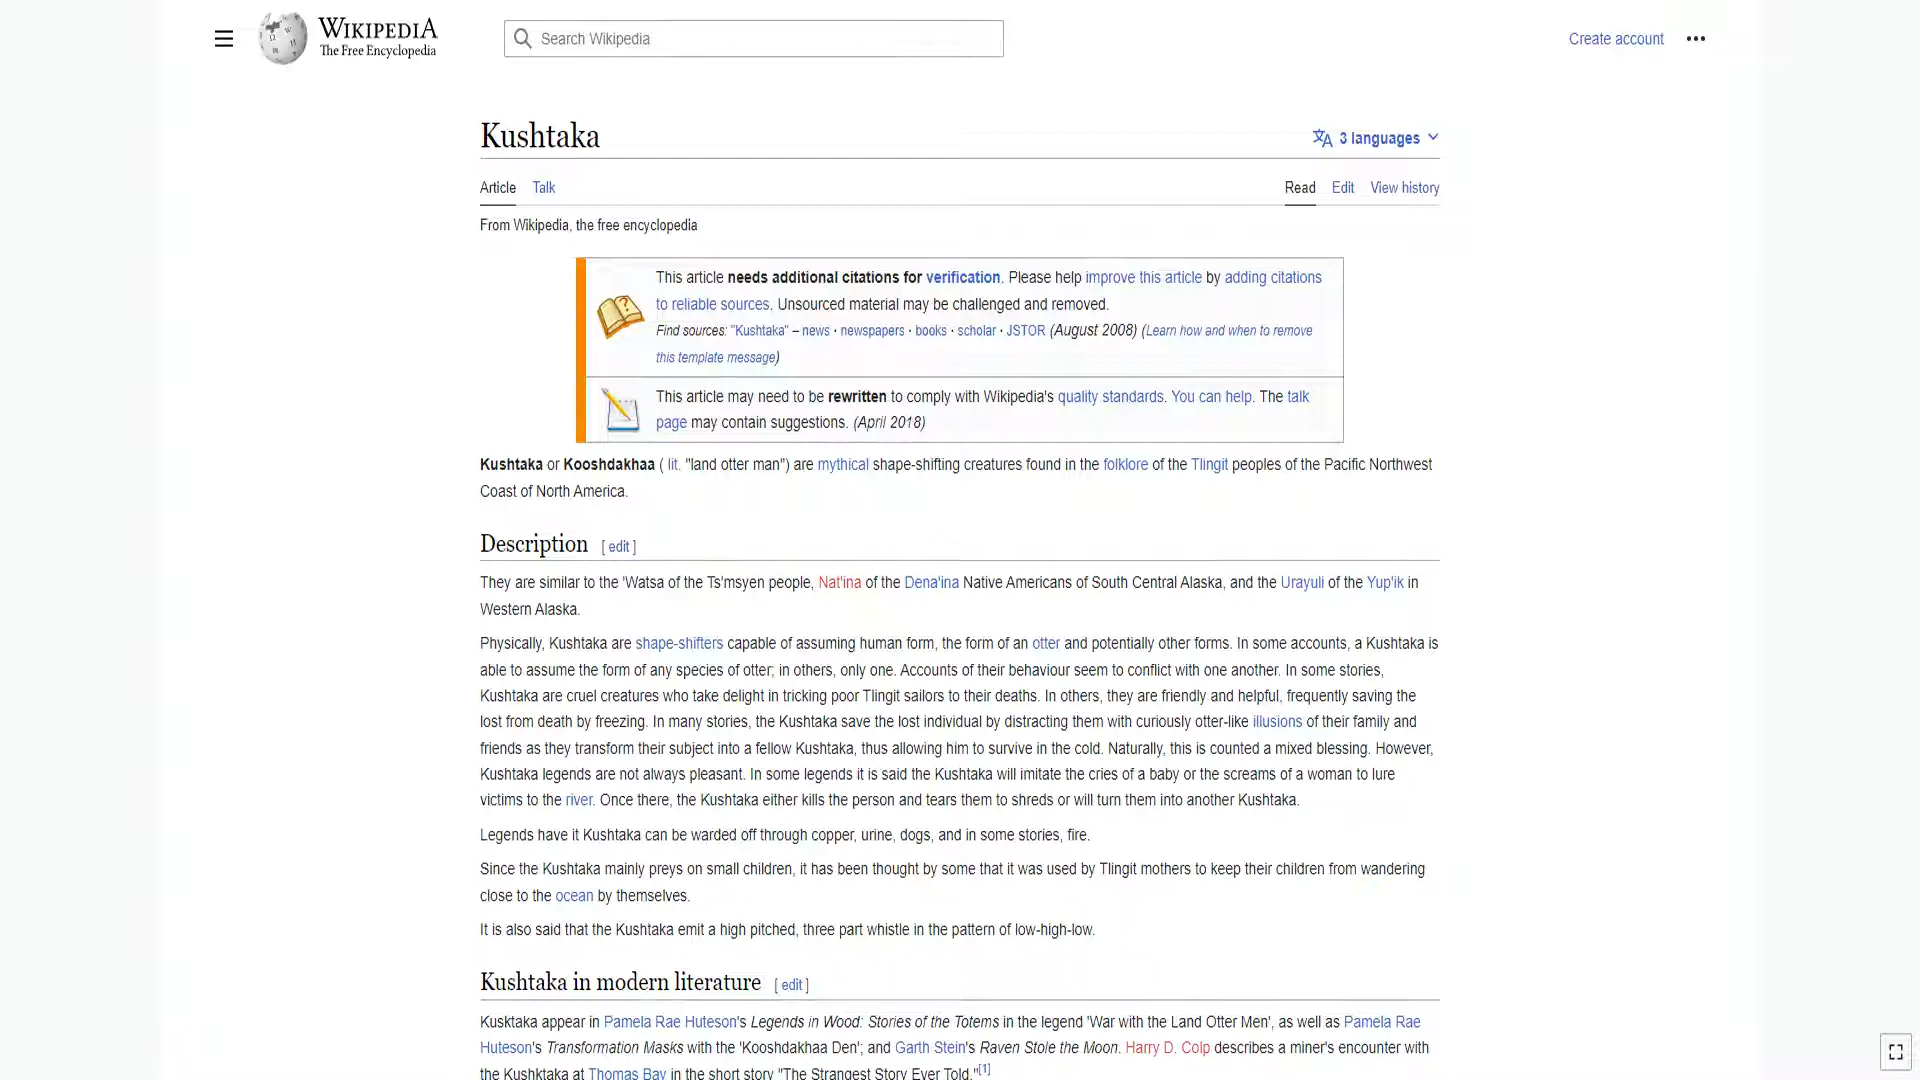 WIKIPEDIA
The Free Encyclopedia
Search Wikipedia
Create account
Kushtaka
3 languages
Article Talk
Read Edit View history
From Wikipedia, the free encyclopedia
This article needs additional citations for verification. Please help improve this article by adding citations
to reliable sources. Unsourced material may be challenged and removed.
Find sources: "Kushtaka" – news · newspapers · books · scholar · JSTOR (August 2008) (Learn how and when to remove
this template message)
This article may need to be rewritten to comply with Wikipedia's quality standards. You can help. The talk
page may contain suggestions. (April 2018)
Kushtaka or Kooshdakhaa ( lit. "land otter man") are mythical shape-shifting creatures found in the folklore of the Tlingit peoples of the Pacific Northwest
Coast of North America.
Description [ edit ]
They are similar to the 'Watsa of the Ts'msyen people, Nat'ina of the Dena'ina Native Americans of South Central Alaska, and the Urayuli of the Yup'ik in
Western Alaska.
Physically, Kushtaka are shape-shifters capable of assuming human form, the form of an otter and potentially other forms. In some accounts, a Kushtaka is
able to assume the form of any species of otter; in others, only one. Accounts of their behaviour seem to conflict with one another. In some stories,
Kushtaka are cruel creatures who take delight in tricking poor Tlingit sailors to their deaths. In others, they are friendly and helpful, frequently saving the
lost from death by freezing. In many stories, the Kushtaka save the lost individual by distracting them with curiously otter-like illusions of their family and
friends as they transform their subject into a fellow Kushtaka, thus allowing him to survive in the cold. Naturally, this is counted a mixed blessing. However,
Kushtaka legends are not always pleasant. In some legends it is said the Kushtaka will imitate the cries of a baby or the screams of a woman to lure
victims to the river. Once there, the Kushtaka either kills the person and tears them to shreds or will turn them into another Kushtaka.
Legends have it Kushtaka can be warded off through copper, urine, dogs, and in some stories, fire.
Since the Kushtaka mainly preys on small children, it has been thought by some that it was used by Tlingit mothers to keep their children from wandering
close to the ocean by themselves.
It is also said that the Kushtaka emit a high pitched, three part whistle in the pattern of low-high-low.
Kushtaka in modern literature [ edit ]
Kusktaka appear in Pamela Rae Huteson's Legends in Wood: Stories of the Totems in the legend 'War with the Land Otter Men', as well as Pamela Rae
Huteson's Transformation Masks with the 'Kooshdakhaa Den'; and Garth Stein's Raven Stole the Moon. Harry D. Colp describes a miner's encounter with
the Kushktaka at Thomas Bay in the short story "The Strangest Story Ever Told."[1]